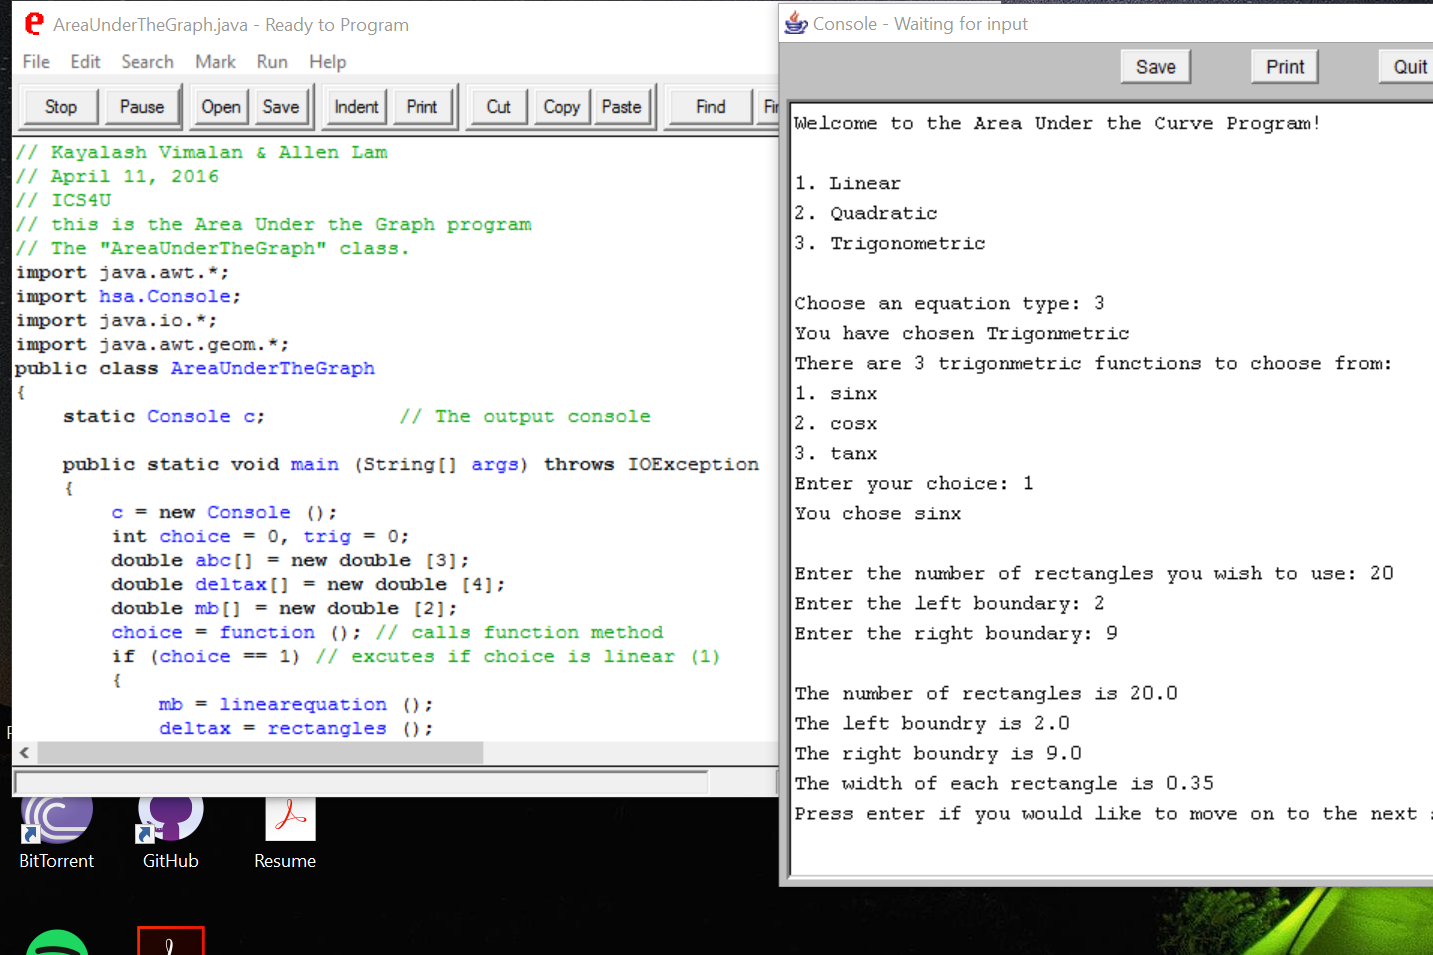 AreaUnderTheGraph.java - Ready to Program
File Edit Search Mark Run Help
Stop Pause Open Save Indent Print Cut Copy Paste Find
// Kayalash Vimalan & Allen Lam
// April 11, 2016
// ICS4U
// this is the Area Under the Graph program
// The "AreaUnderTheGraph" class.
import java.awt.*;
import hsa.Console;
import java.io.*;
import java.awt.geom.*;
public class AreaUnderTheGraph
{
static Console c; // The output console
public static void main (String[] args) throws IOException
{
c = new Console ();
int choice = 0, trig = 0;
double abc[] = new double [3];
double deltax[] = new double [4];
double mb[] = new double [2];
choice = function (); // calls function method
if (choice == 1) // excutes if choice is linear (1)
{
mb = linearequation ();
deltax = rectangles ();
Console - Waiting for input
Save Print Quit
Welcome to the Area Under the Curve Program!
1. Linear
2. Quadratic
3. Trigonometric
Choose an equation type: 3
You have chosen Trigonmetric
There are 3 trigonmetric functions to choose from:
1. sinx
2. cosx
3. tanx
Enter your choice: 1
You chose sinx
Enter the number of rectangles you wish to use: 20
Enter the left boundary: 2
Enter the right boundary: 9
The number of rectangles is 20.0
The left boundry is 2.0
The right boundry is 9.0
The width of each rectangle is 0.35
Press enter if you would like to move on to the next
BitTorrent
GitHub
Resume